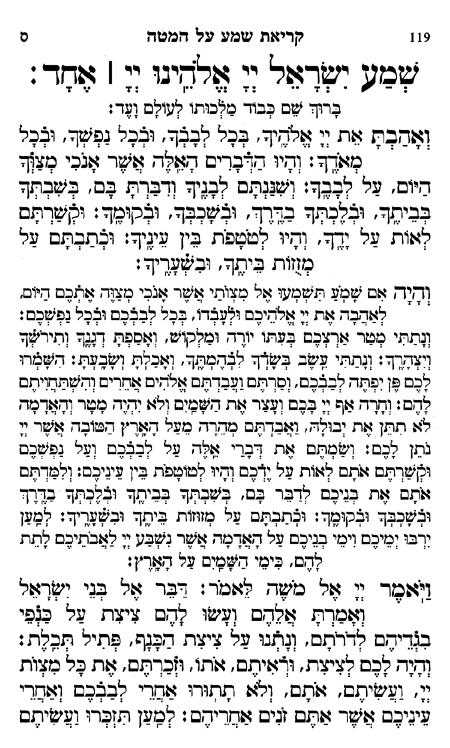 119 קריאת שמע על המטה ס
שְׁמַע יִשְׂרָאֵל יְיָ אֱלֹהֵינוּ יְיָ | אֶחָד:
בָּרוּךְ שֵׁם כְּבוֹד מַלְכוּתוֹ לְעוֹלָם וָעֶד:
וְאָהַבְתָּ אֵת יְיָ אֱלֹהֶיךָ, בְּכָל לְבָבְךָ, וּבְכָל נַפְשְׁךָ, וּבְכָל
מְאֹדֶךָ: וְהָיוּ הַדְּבָרִים הָאֵלֶּה אֲשֶׁר אָנֹכִי מְצַוְּךָ
הַיּוֹם, עַל לְבָבֶךָ: וְשִׁנַּנְתָּם לְבָנֶיךָ וְדִבַּרְתָּ בָּם, בְּשִׁבְתְּךָ
בְּבֵיתֶךָ, וּבְלֶכְתְּךָ בַדֶּרֶךְ, וּבְשָׁכְבְּךָ, וּבְקוּמֶךָ: וּקְשַׁרְתָּם
לְאוֹת עַל יָדֶךָ, וְהָיוּ לְטֹטָפֹת בֵּין עֵינֶיךָ: וּכְתַבְתָּם עַל
מְזֻזוֹת בֵּיתֶךָ, וּבִשְׁעָרֶיךָ:
וְהָיָה אִם שָׁמֹעַ תִּשְׁמְעוּ אֶל מִצְוֹתַי אֲשֶׁר אָנֹכִי מְצַוֶּה אֶתְכֶם הַיּוֹם,
לְאַהֲבָה אֶת יְיָ אֱלֹהֵיכֶם וּלְעָבְדוֹ, בְּכָל לְבַבְכֶם וּבְכָל נַפְשְׁכֶם:
וְנָתַתִּי מְטַר אַרְצְכֶם בְּעִתּוֹ יוֹרֶה וּמַלְקוֹשׁ, וְאָסַפְתָּ דְגָנֶךָ וְתִירֹשְׁךָ
וְיִצְהָרֶךָ: וְנָתַתִּי עֵשֶׂב בְּשָׂדְךָ לִבְהֶמְתֶּךָ, וְאָכַלְתָּ וְשָׂבָעְתָּ: הִשָּׁמְרוּ
לָכֶם פֶּן יִפְתֶּה לְבַבְכֶם, וְסַרְתֶּם וַעֲבַדְתֶּם אֱלֹהִים אֲחֵרִים וְהִשְׁתַּחֲוִיתֶם
לָהֶם: וְחָרָה אַף יְיָ בָּכֶם וְעָצַר אֶת הַשָּׁמַיִם וְלֹא יִהְיֶה מָטָר וְהָאֲדָמָה
לֹא תִתֵּן אֶת יְבוּלָהּ, וַאֲבַדְתֶּם מְהֵרָה מֵעַל הָאָרֶץ הַטּוֹבָה אֲשֶׁר יְיָ
נֹתֵן לָכֶם: וְשַׂמְתֶּם אֶת דְּבָרַי אֵלֶּה עַל לְבַבְכֶם וְעַל נַפְשְׁכֶם
וּקְשַׁרְתֶּם אֹתָם לְאוֹת עַל יֶדְכֶם וְהָיוּ לְטוֹטָפֹת בֵּין עֵינֵיכֶם: וְלִמַּדְתֶּם
אֹתָם אֶת בְּנֵיכֶם לְדַבֵּר בָּם, בְּשִׁבְתְּךָ בְּבֵיתֶךָ וּבְלֶכְתְּךָ בַדֶּרֶךְ
וּבְשָׁכְבְּךָ וּבְקוּמֶךָ: וּכְתַבְתָּם עַל מְזוּזוֹת בֵּיתֶךָ וּבִשְׁעָרֶיךָ: לְמַעַן
יִרְבּוּ יְמֵיכֶם וִימֵי בְנֵיכֶם עַל הָאֲדָמָה אֲשֶׁר נִשְׁבַּע יְיָ לַאֲבֹתֵיכֶם לָתֵת
לָהֶם, כִּימֵי הַשָּׁמַיִם עַל הָאָרֶץ:
וַיֹּאמֶר יְיָ אֶל מֹשֶׁה לֵּאמֹר: דַּבֵּר אֶל בְּנֵי יִשְׂרָאֵל
וְאָמַרְתָּ אֲלֵהֶם וְעָשׂוּ לָהֶם צִיצִת עַל כַּנְפֵי
בִגְדֵיהֶם לְדֹרֹתָם, וְנָתְנוּ עַל צִיצִת הַכָּנָף, פְּתִיל תְּכֵלֶת:
וְהָיָה לָכֶם לְצִיצִת, וּרְאִיתֶם, אֹתוֹ, וּזְכַרְתֶּם, אֶת כָּל מִצְוֹת
יְיָ, וַעֲשִׂיתֶם, אֹתָם, וְלֹא תָתוּרוּ אַחֲרֵי לְבַבְכֶם וְאַחֲרֵי
עֵינֵיכֶם אֲשֶׁר אַתֶּם זֹנִים אַחֲרֵיהֶם: לְמַעַן תִּזְכְּרוּ וַעֲשִׂיתֶם